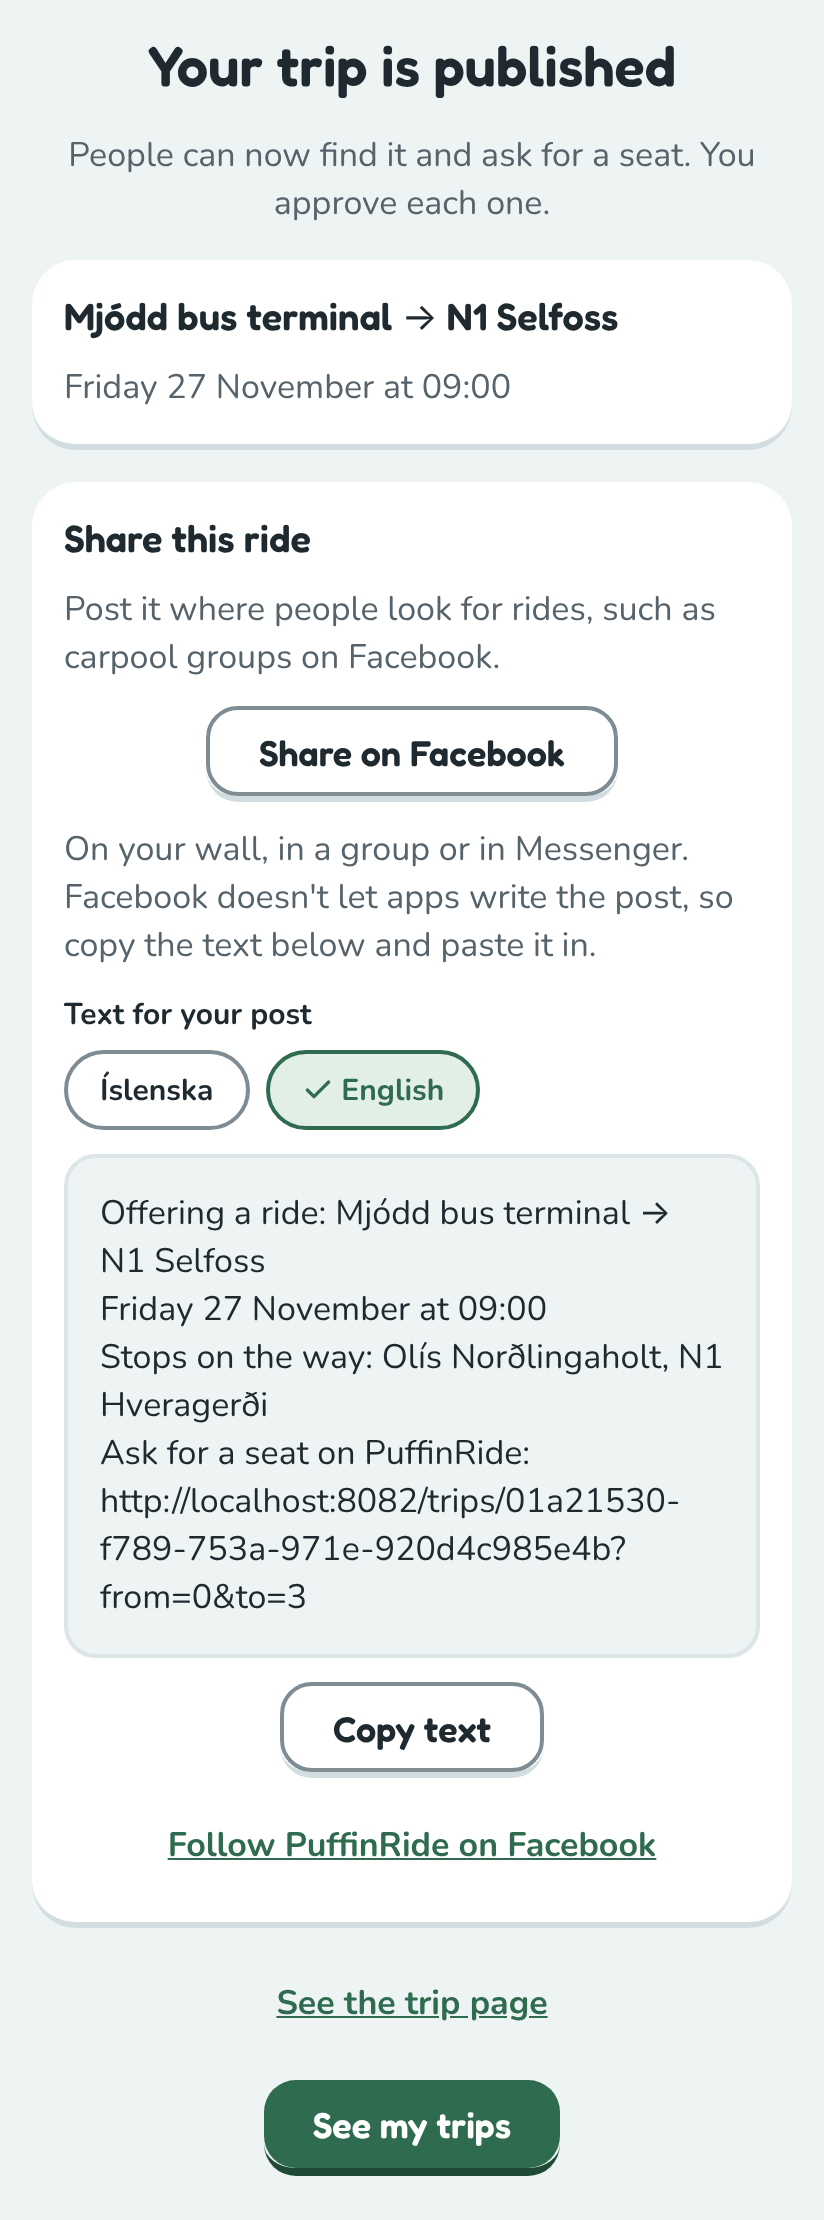 Your trip is published
People can now find it and ask for a seat. You
approve each one.
Mjódd bus terminal → N1 Selfoss
Friday 27 November at 09:00
Share this ride
Post it where people look for rides, such as
carpool groups on Facebook.
Share on Facebook
On your wall, in a group or in Messenger.
Facebook doesn't let apps write the post, so
copy the text below and paste it in.
Text for your post
Íslenska
✓ English
Offering a ride: Mjódd bus terminal →
N1 Selfoss
Friday 27 November at 09:00
Stops on the way: Olís Norðlingaholt, N1
Hveragerði
Ask for a seat on PuffinRide:
http://localhost:8082/trips/01a21530-
f789-753a-971e-920d4c985e4b?
from=0&to=3
Copy text
Follow PuffinRide on Facebook
See the trip page
See my trips